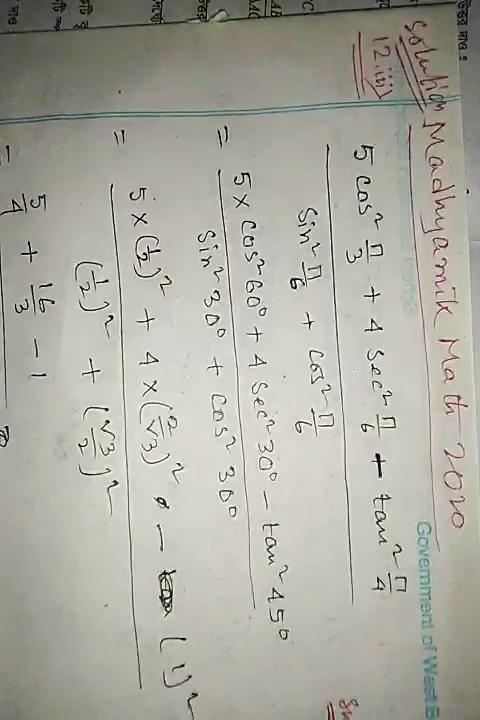 Solution Madhyamik Math 2020
12.iii)
Government of West B
5 cos² π/3 + 4 sec² π/6 + tan² π/4
sin² π/6 + cos² π/6
= 5 × cos² 60° + 4 sec² 30° - tan² 45°
sin² 30° + cos² 30°
= 5 × (1/2)² + 4 × (2/√3)² - (1)²
(1/2)² + (√3/2)²
= 5/4 + 16/3 - 1